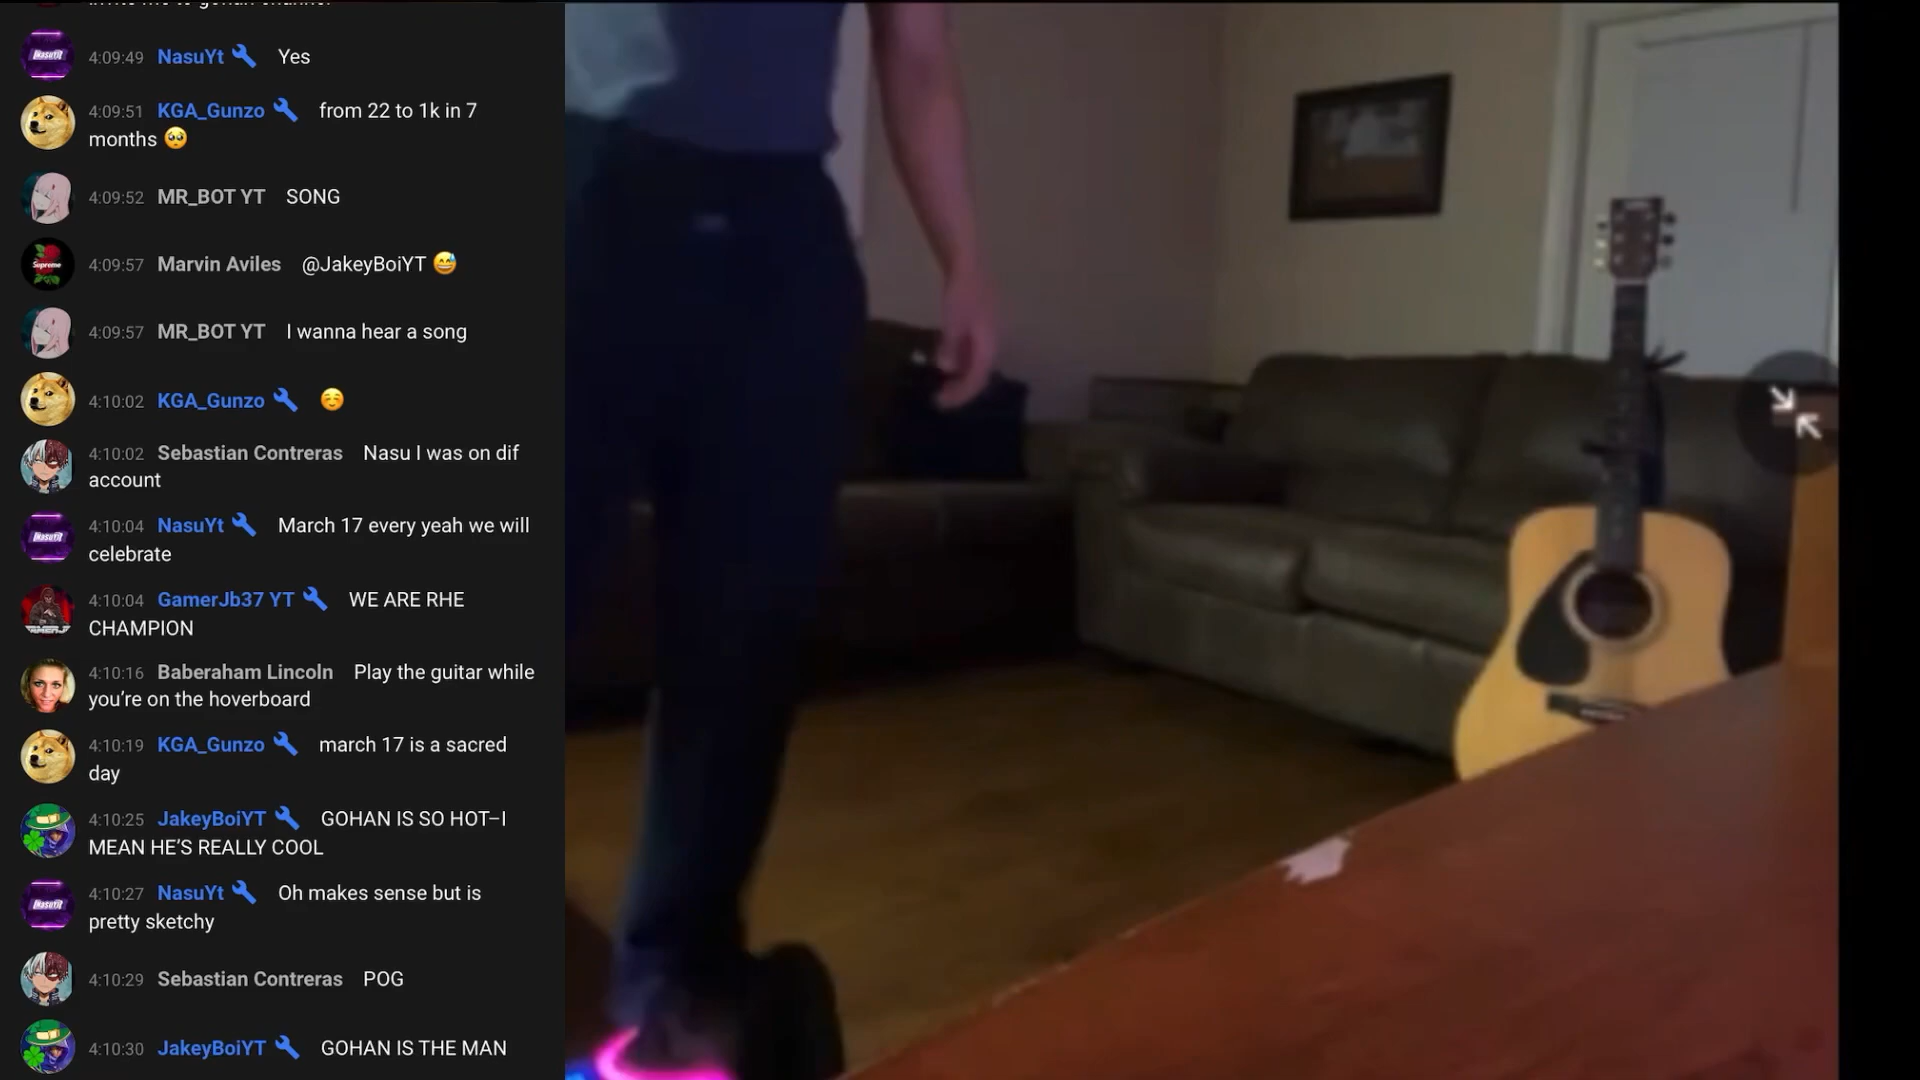 4:09:49 NasuYt Yes
4:09:51 KGA_Gunzo from 22 to 1k in 7
months 🥺
4:09:52 MR_BOT YT SONG
Supreme
4:09:57 Marvin Aviles @JakeyBoiYT 😅
4:09:57 MR_BOT YT I wanna hear a song
4:10:02 KGA_Gunzo ☺️
4:10:02 Sebastian Contreras Nasu I was on dif
account
4:10:04 NasuYt March 17 every yeah we will
celebrate
4:10:04 GamerJb37 YT WE ARE RHE
CHAMPION
4:10:16 Baberaham Lincoln Play the guitar while
you’re on the hoverboard
4:10:19 KGA_Gunzo march 17 is a sacred
day
4:10:25 JakeyBoiYT GOHAN IS SO HOT–I
MEAN HE’S REALLY COOL
4:10:27 NasuYt Oh makes sense but is
pretty sketchy
4:10:29 Sebastian Contreras POG
4:10:30 JakeyBoiYT GOHAN IS THE MAN